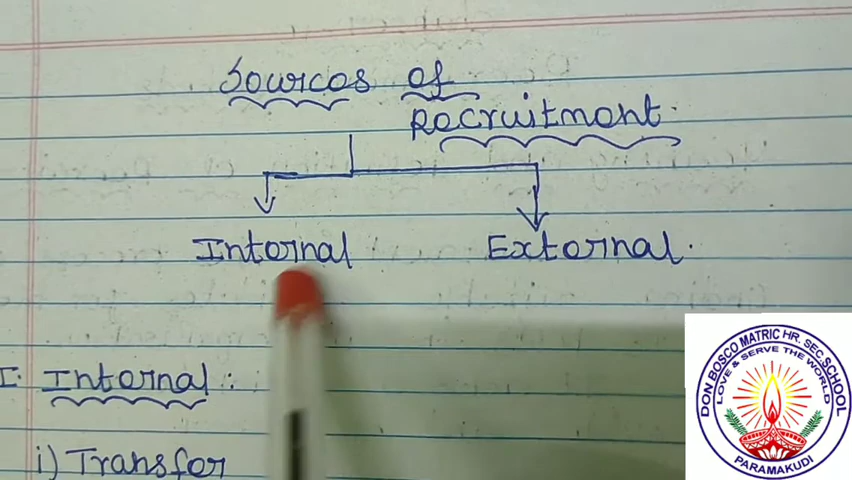 Sources of
Recruitment.
Internal
External.
I. Internal :
i) Transfer
DON BOSCO MATRIC HR. SEC. SCHOOL
LOVE & SERVE THE WORLD
PARAMAKUDI